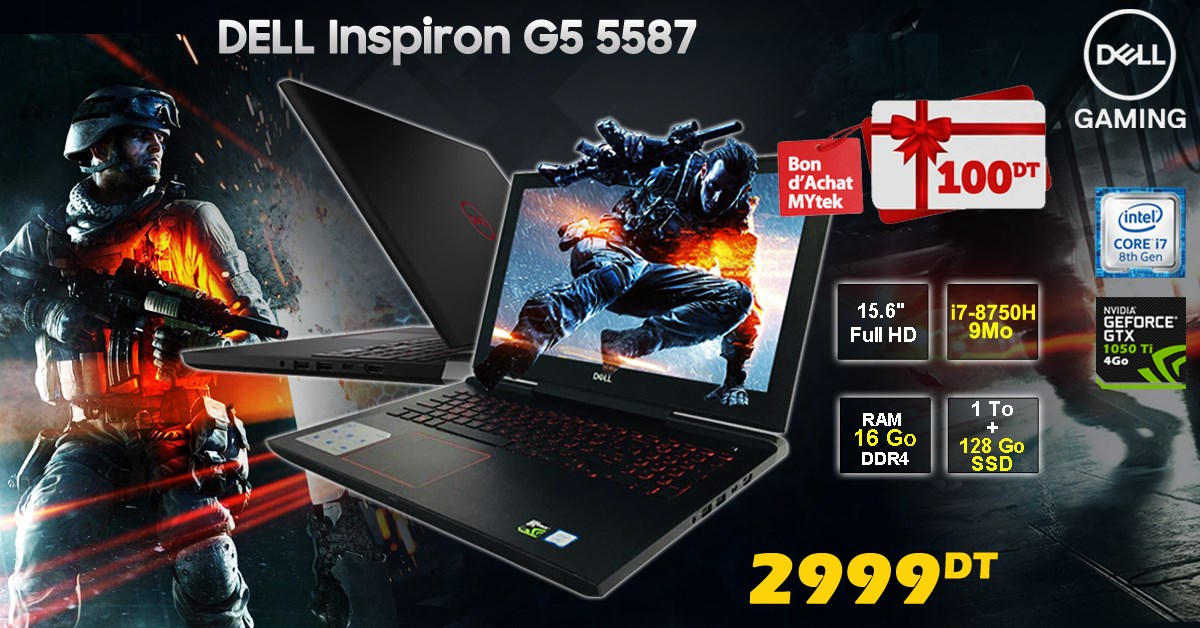 DELL Inspiron G5 5587
DELL
GAMING
Bon
d'Achat
MYtek
100DT
intel
CORE i7
8th Gen
15.6"
Full HD
i7-8750H
9Mo
NVIDIA
GEFORCE
GTX
1050 Ti
4Go
RAM
16 Go
DDR4
1 To
+
128 Go
SSD
DELL
2999DT